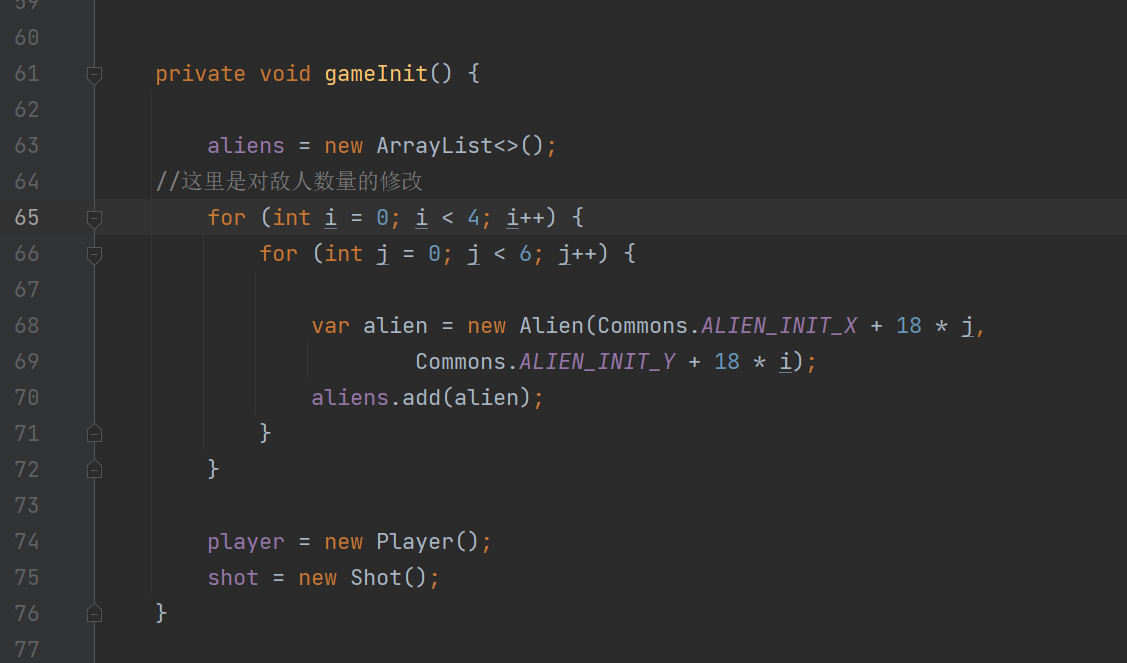 59
60
61 private void gameInit() {
62
63 aliens = new ArrayList<>();
64 //这里是对敌人数量的修改
65 for (int i = 0; i < 4; i++) {
66 for (int j = 0; j < 6; j++) {
67
68 var alien = new Alien(Commons.ALIEN_INIT_X + 18 * j,
69 Commons.ALIEN_INIT_Y + 18 * i);
70 aliens.add(alien);
71 }
72 }
73
74 player = new Player();
75 shot = new Shot();
76 }
77